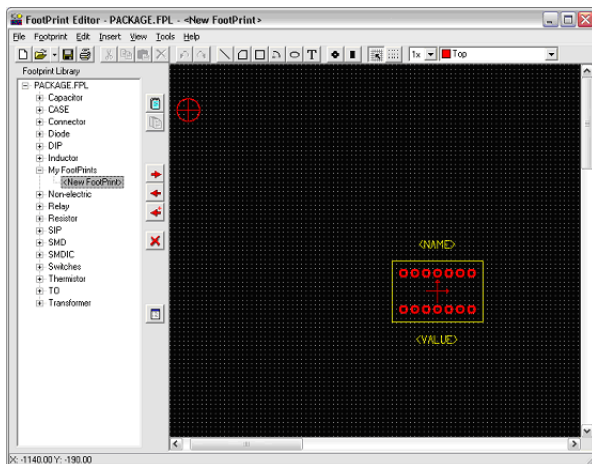 FootPrint Editor - PACKAGE.FPL - <New FootPrint>
File Footprint Edit Insert View Tools Help
T 1x Top
Footprint Library
PACKAGE.FPL
Capacitor
CASE
Connector
Diode
DIP
Inductor
My FootPrints
<New FootPrint>
Non-electric
Relay
Resistor
SIP
SMD
SMDIC
Switches
Thermistor
TO
Transformer
<NAME>
<VALUE>
X: -1140.00 Y: -190.00